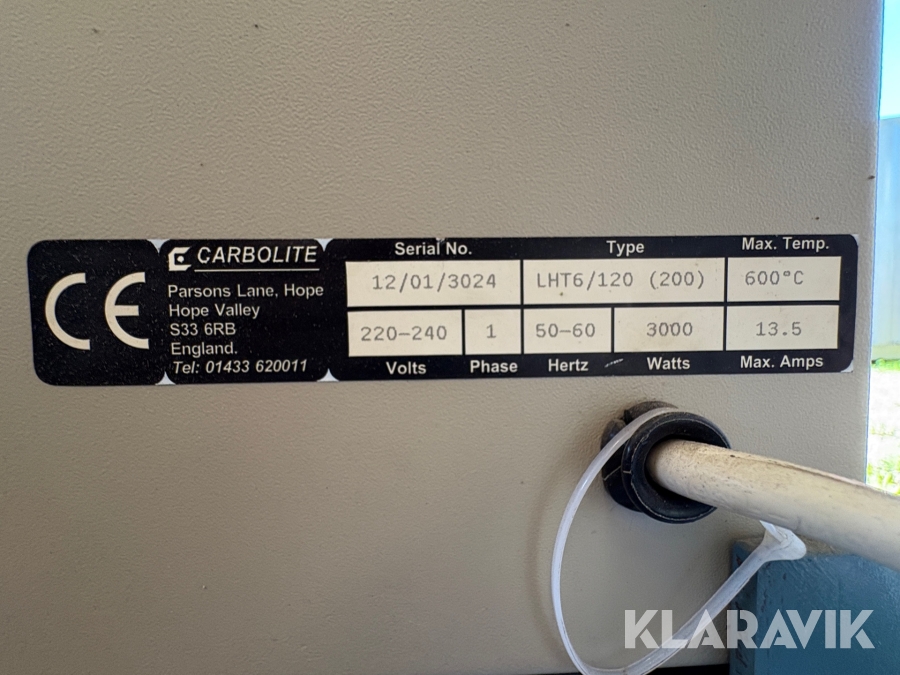 CE
CARBOLITE
Parsons Lane, Hope
Hope Valley
S33 6RB
England.
Tel: 01433 620011
Serial No. Type Max. Temp.
12/01/3024 LHT6/120 (200) 600°C
220-240 1 50-60 3000 13.5
Volts Phase Hertz Watts Max. Amps
KLARAVIK